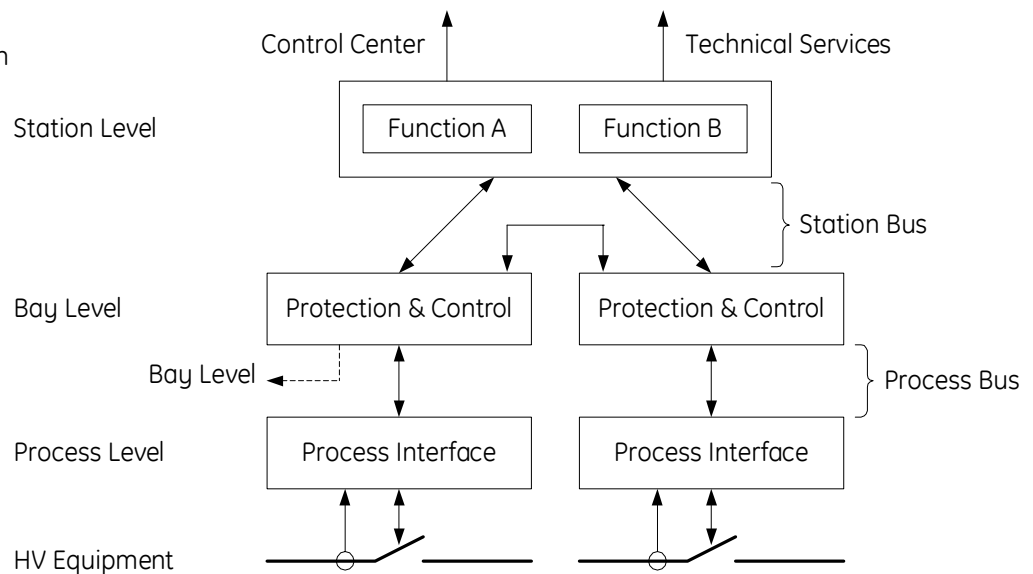 Control Center
Technical Services
n
Station Level
Function A
Function B
Station Bus
Bay Level
Protection & Control
Protection & Control
Bay Level
Process Bus
Process Level
Process Interface
Process Interface
HV Equipment